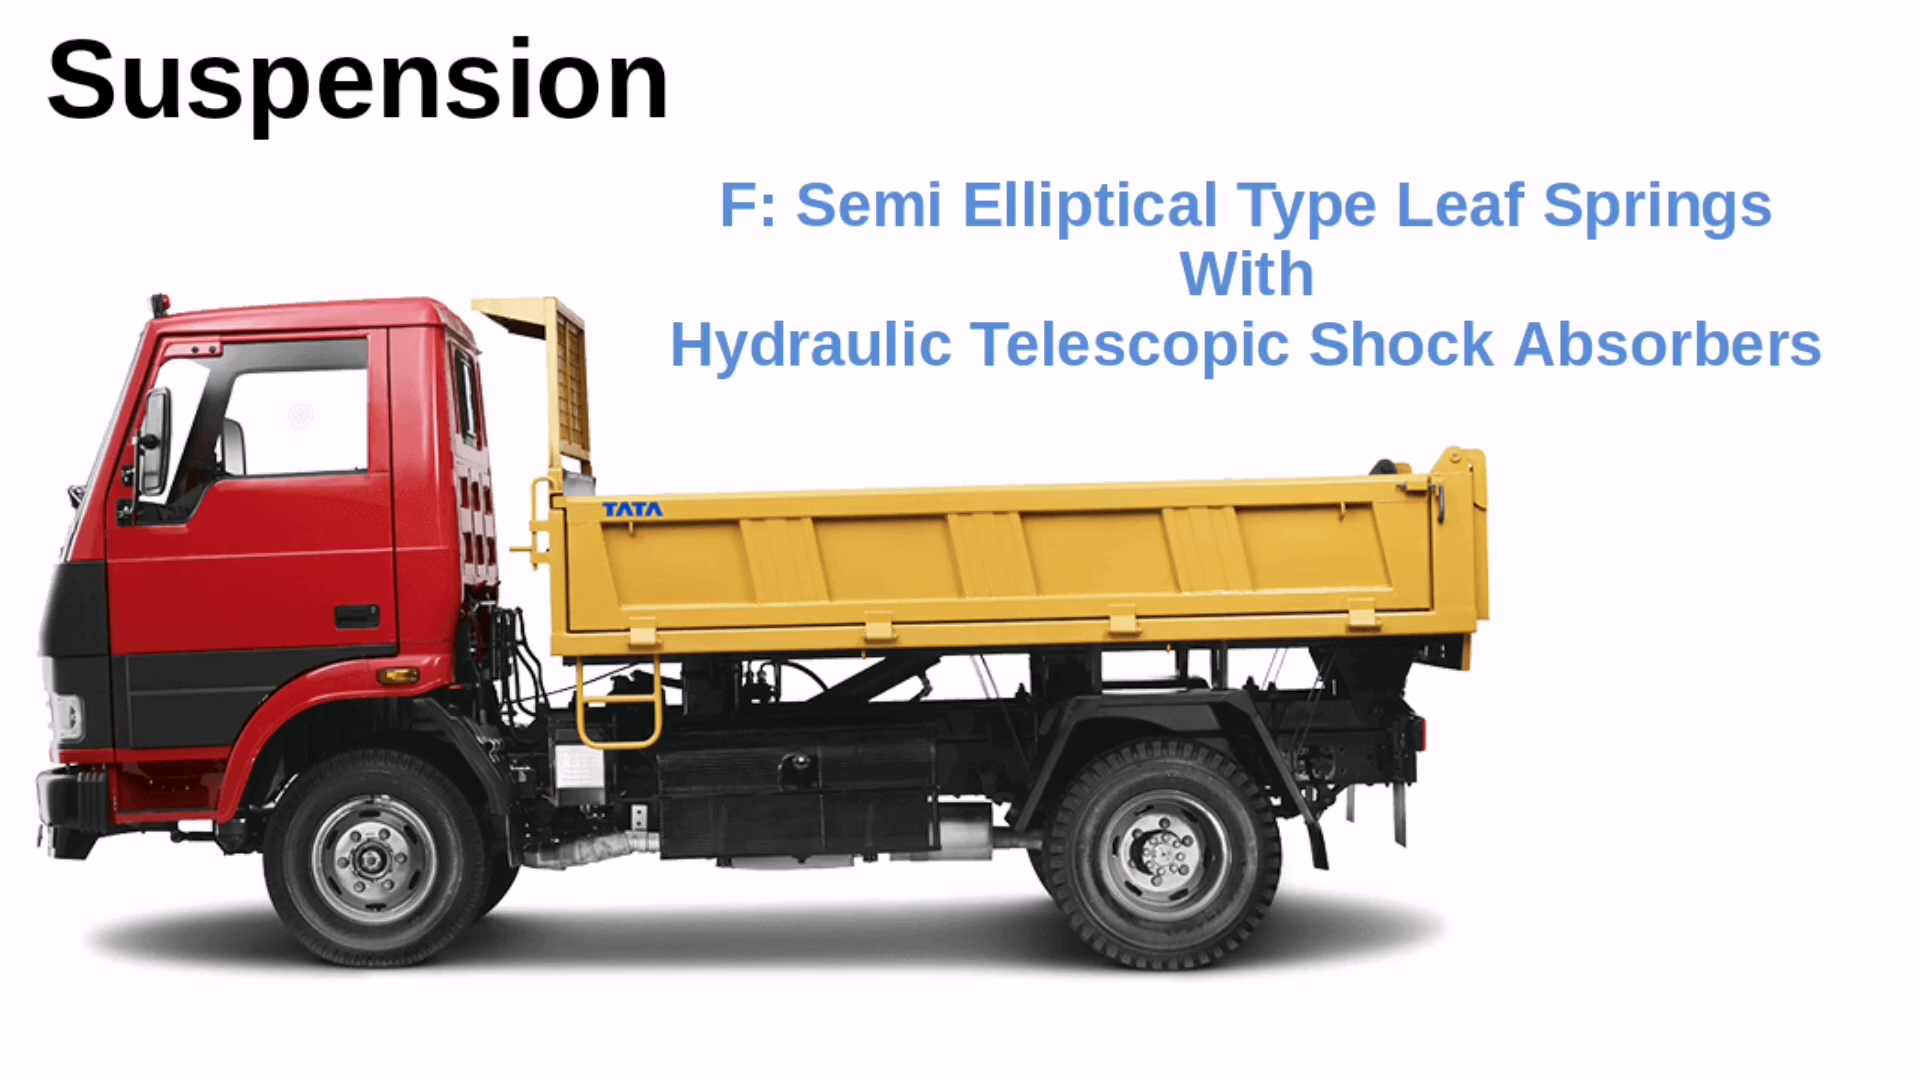 Suspension
F: Semi Elliptical Type Leaf Springs
With
Hydraulic Telescopic Shock Absorbers
TATA